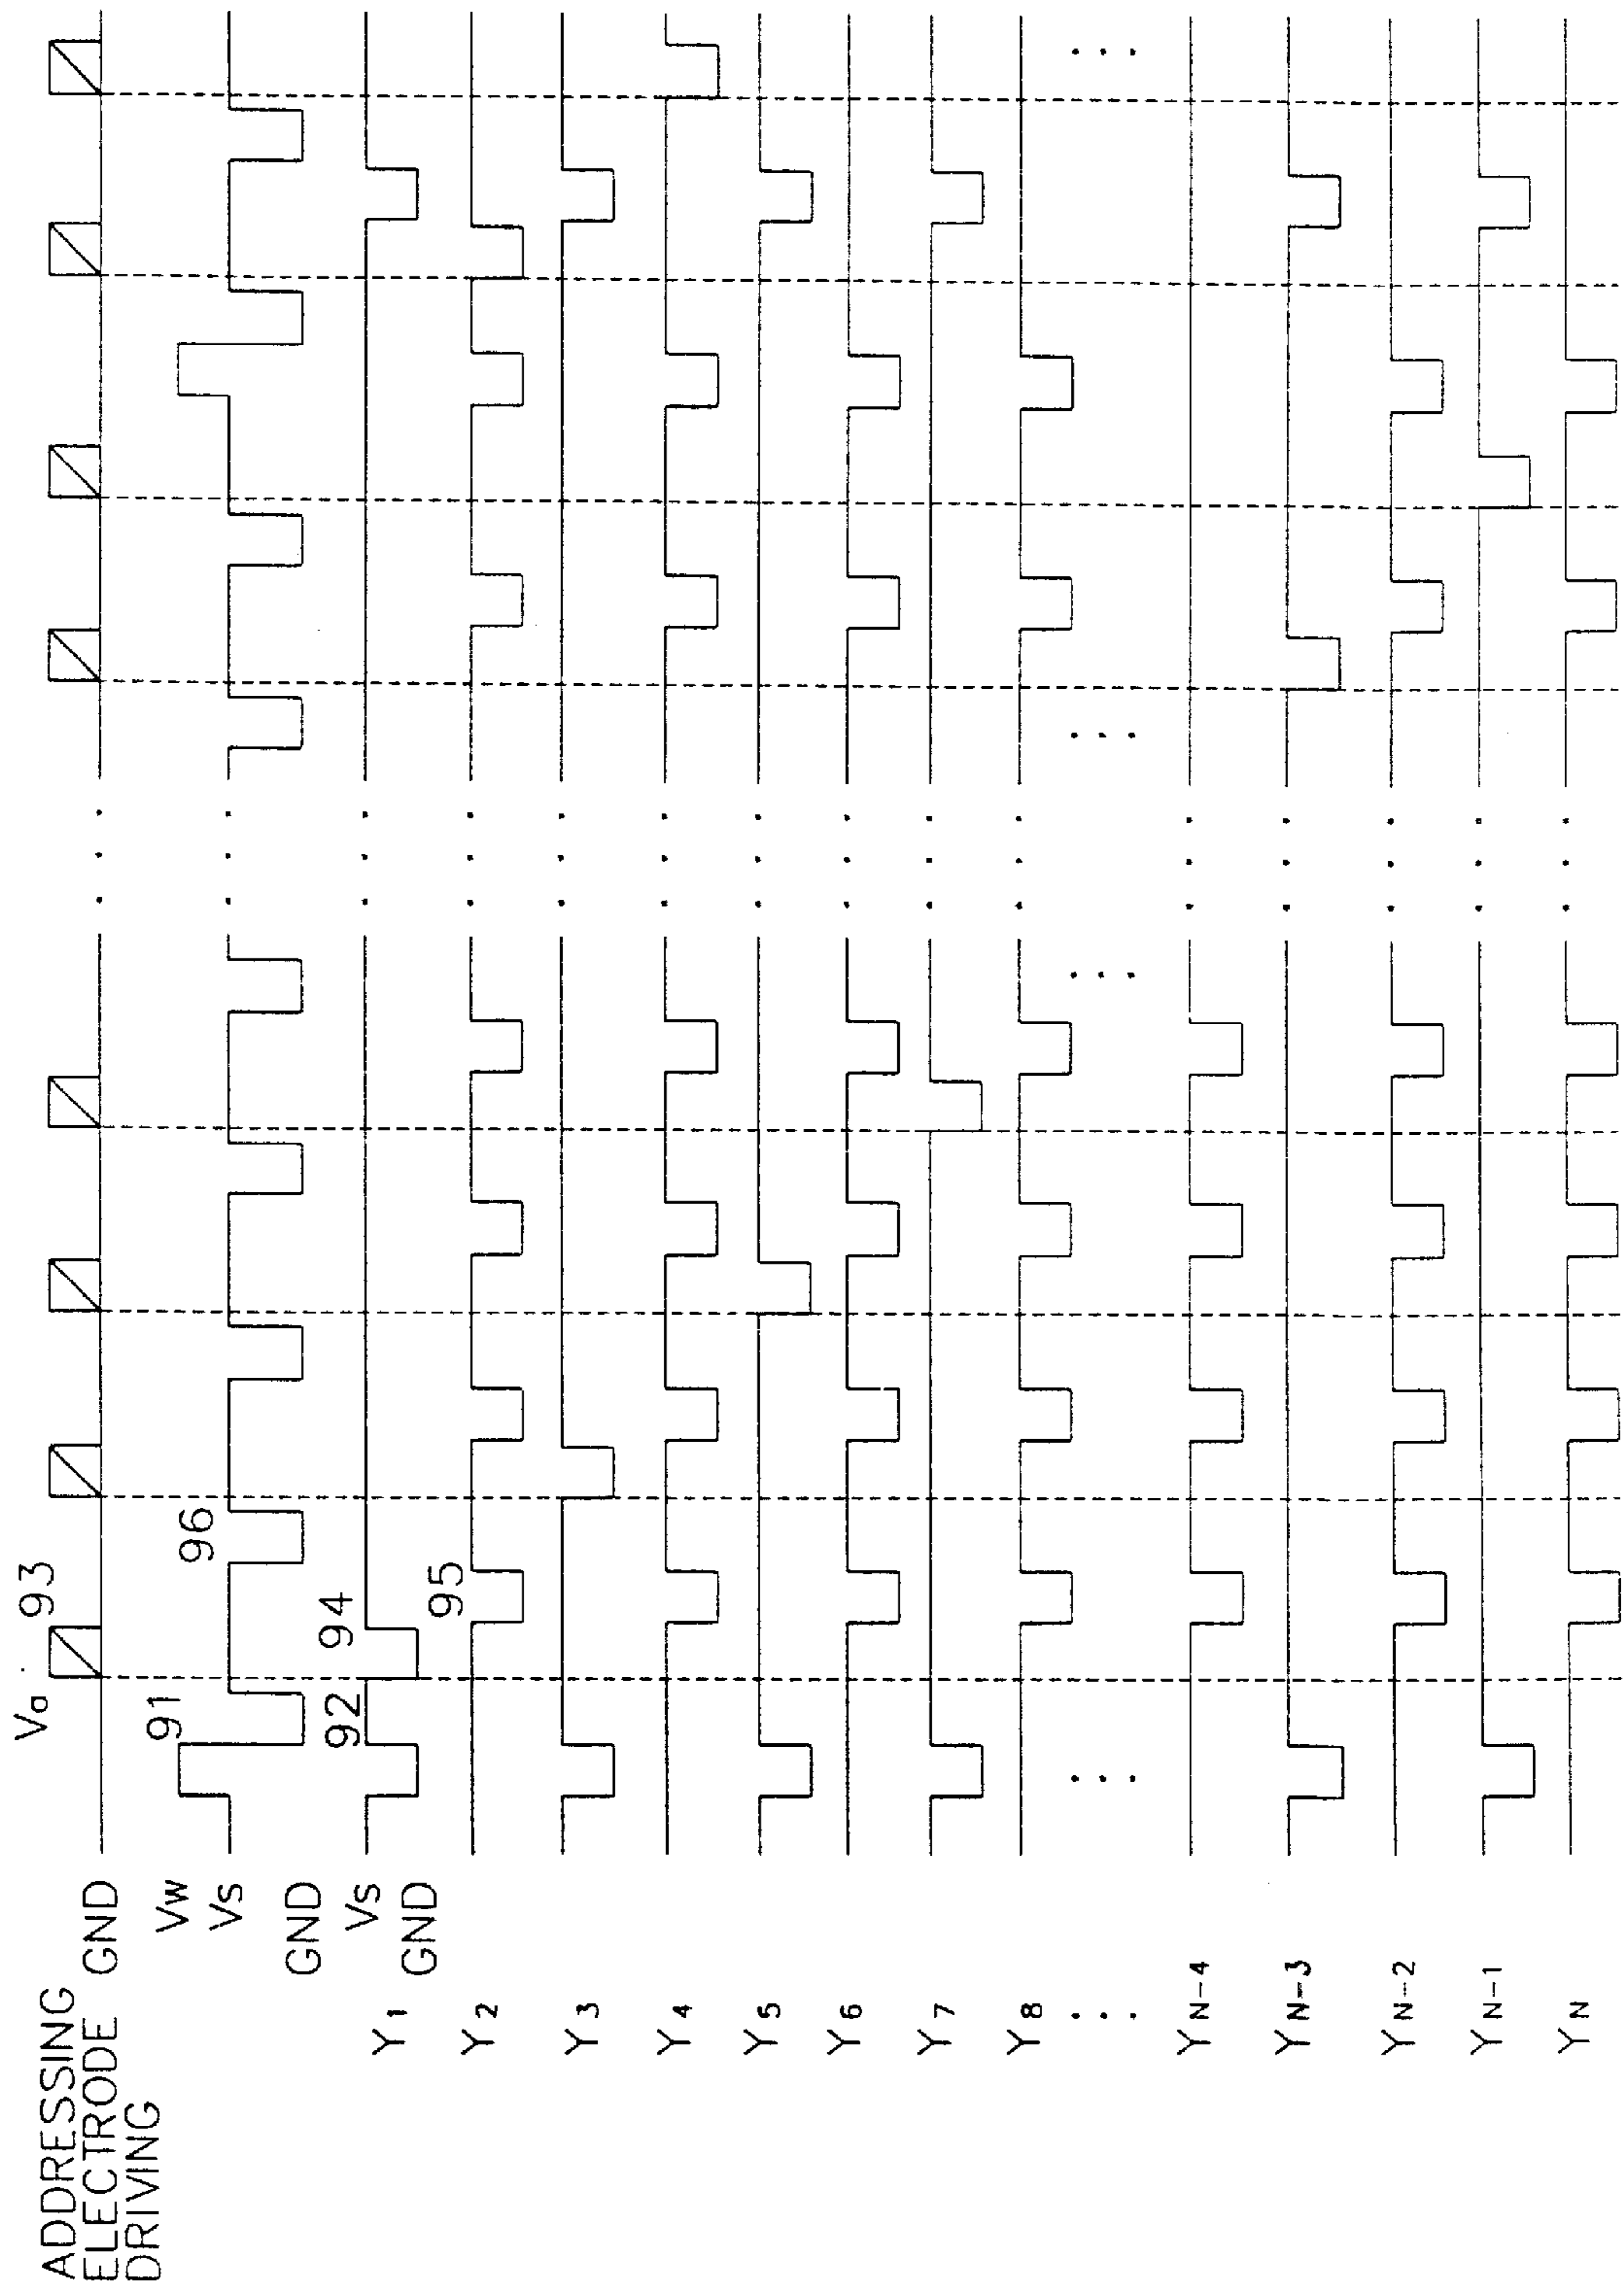 ADDRESSING
ELECTRODE
DRIVING
Va 93
GND
Vw 91
Vs 96
GND
Vs 92 94
GND
Y1
Y2 95
Y3
Y4
Y5
Y6
Y7
Y8
YN-4
YN-3
YN-2
YN-1
YN